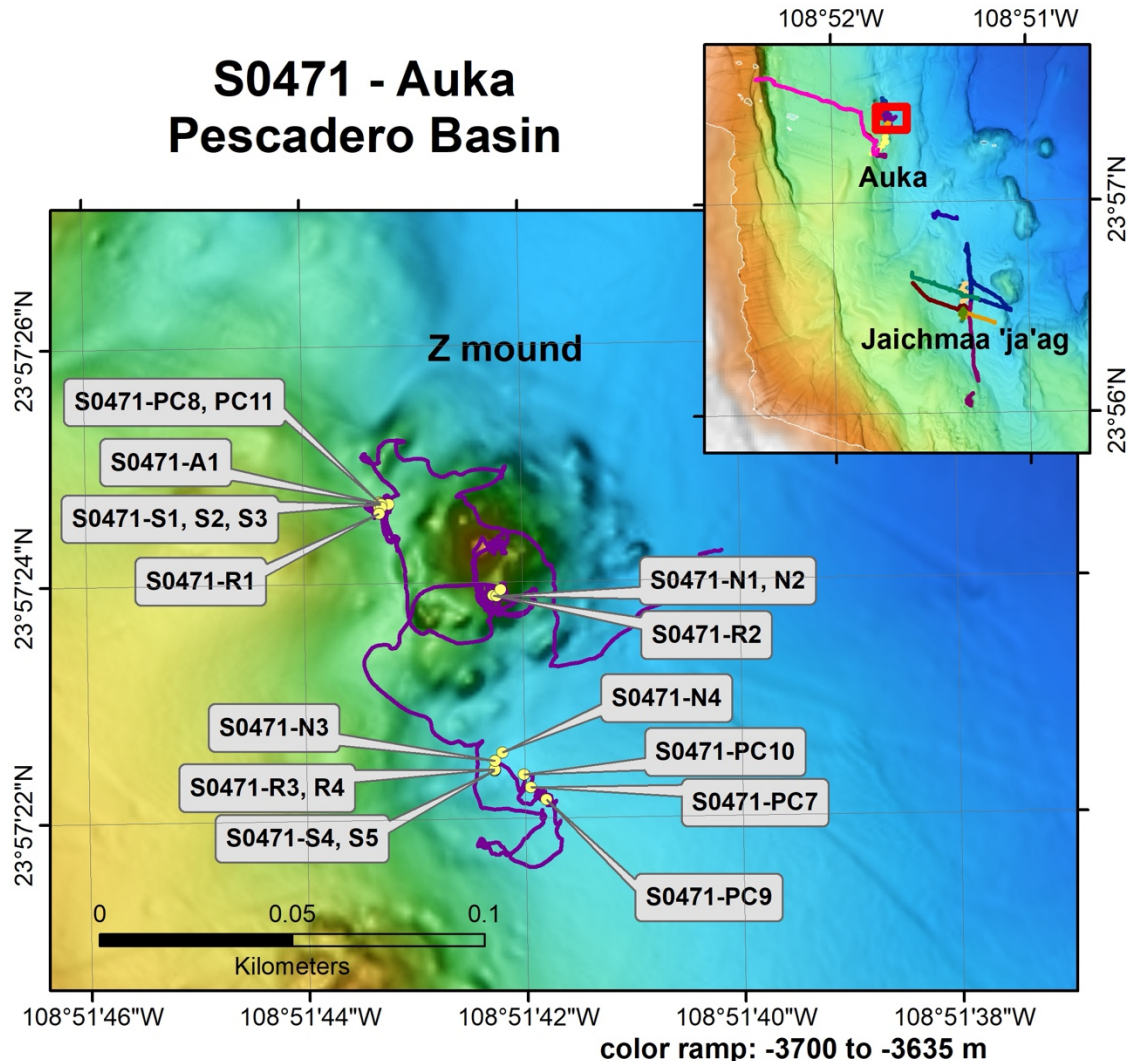 S0471 - Auka
Pescadero Basin
108°52'W
108°51'W
Auka
23°57'N
Jaichmaa 'ja'ag
23°56'N
Z mound
23°57'26"N
S0471-PC8, PC11
S0471-A1
S0471-S1, S2, S3
S0471-R1
23°57'24"N
S0471-N1, N2
S0471-R2
S0471-N4
S0471-N3
S0471-PC10
S0471-R3, R4
S0471-PC7
23°57'22"N
S0471-S4, S5
S0471-PC9
0 0.05 0.1
Kilometers
108°51'46"W 108°51'44"W 108°51'42"W 108°51'40"W 108°51'38"W
color ramp: -3700 to -3635 m